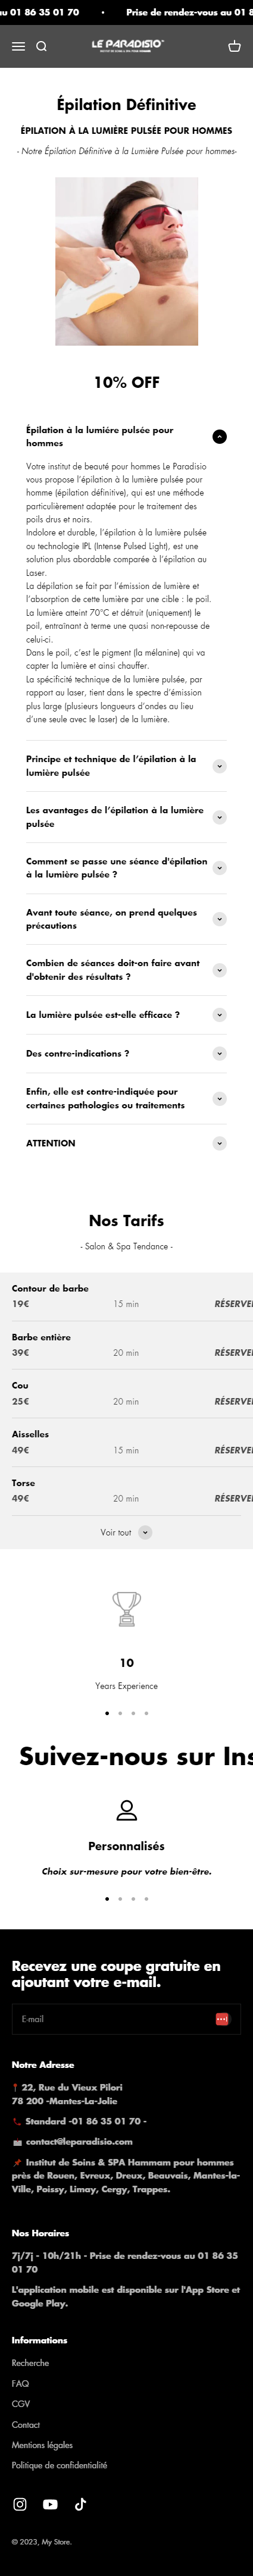 au 01 86 35 01 70 • Prise de rendez-vous au 01 8
LE PARADISIO
Épilation Définitive
ÉPILATION À LA LUMIÈRE PULSÉE POUR HOMMES
- Notre Épilation Définitive à la Lumière Pulsée pour hommes-
10% OFF
Épilation à la lumiére pulsée pour
hommes
Votre institut de beauté pour hommes Le Paradisio
vous propose l’épilation à la lumière pulsée pour
homme (épilation définitive), qui est une méthode
particulièrement adaptée pour le traitement des
poils drus et noirs.
Indolore et durable, l’épilation à la lumière pulsée
ou technologie IPL (Intense Pulsed Light), est une
solution plus abordable comparée à l’épilation au
Laser.
La dépilation se fait par l’émission de lumière et
l’absorption de cette lumière par une cible : le poil.
La lumière atteint 70°C et détruit (uniquement) le
poil, entraînant à terme une quasi non-repousse de
celui-ci.
Dans le poil, c’est le pigment (la mélanine) qui va
capter la lumière et ainsi chauffer.
La spécificité technique de la lumière pulsée, par
rapport au laser, tient dans le spectre d’émission
plus large (plusieurs longueurs d’ondes au lieu
d’une seule avec le laser) de la lumière.
Principe et technique de l’épilation à la
lumière pulsée
Les avantages de l’épilation à la lumière
pulsée
Comment se passe une séance d'épilation
à la lumière pulsée ?
Avant toute séance, on prend quelques
précautions
Combien de séances doit-on faire avant
d'obtenir des résultats ?
La lumière pulsée est-elle efficace ?
Des contre-indications ?
Enfin, elle est contre-indiquée pour
certaines pathologies ou traitements
ATTENTION
Nos Tarifs
- Salon & Spa Tendance -
Contour de barbe
19€ 15 min RÉSERVER
Barbe entière
39€ 20 min RÉSERVER
Cou
25€ 20 min RÉSERVER
Aisselles
49€ 15 min RÉSERVER
Torse
49€ 20 min RÉSERVER
Voir tout
10
Years Experience
Suivez-nous sur Ins
Personnalisés
Choix sur-mesure pour votre bien-être.
Recevez une coupe gratuite en
ajoutant votre e-mail.
E-mail
Notre Adresse
22, Rue du Vieux Pilori
78 200 -Mantes-La-Jolie
Standard -01 86 35 01 70 -
contact@leparadisio.com
Institut de Soins & SPA Hammam pour hommes
près de Rouen, Evreux, Dreux, Beauvais, Mantes-la-
Ville, Poissy, Limay, Cergy, Trappes.
Nos Horaires
7j/7j - 10h/21h - Prise de rendez-vous au 01 86 35
01 70
L'application mobile est disponible sur l'App Store et
Google Play.
Informations
Recherche
FAQ
CGV
Contact
Mentions légales
Politique de confidentialité
© 2023, My Store.